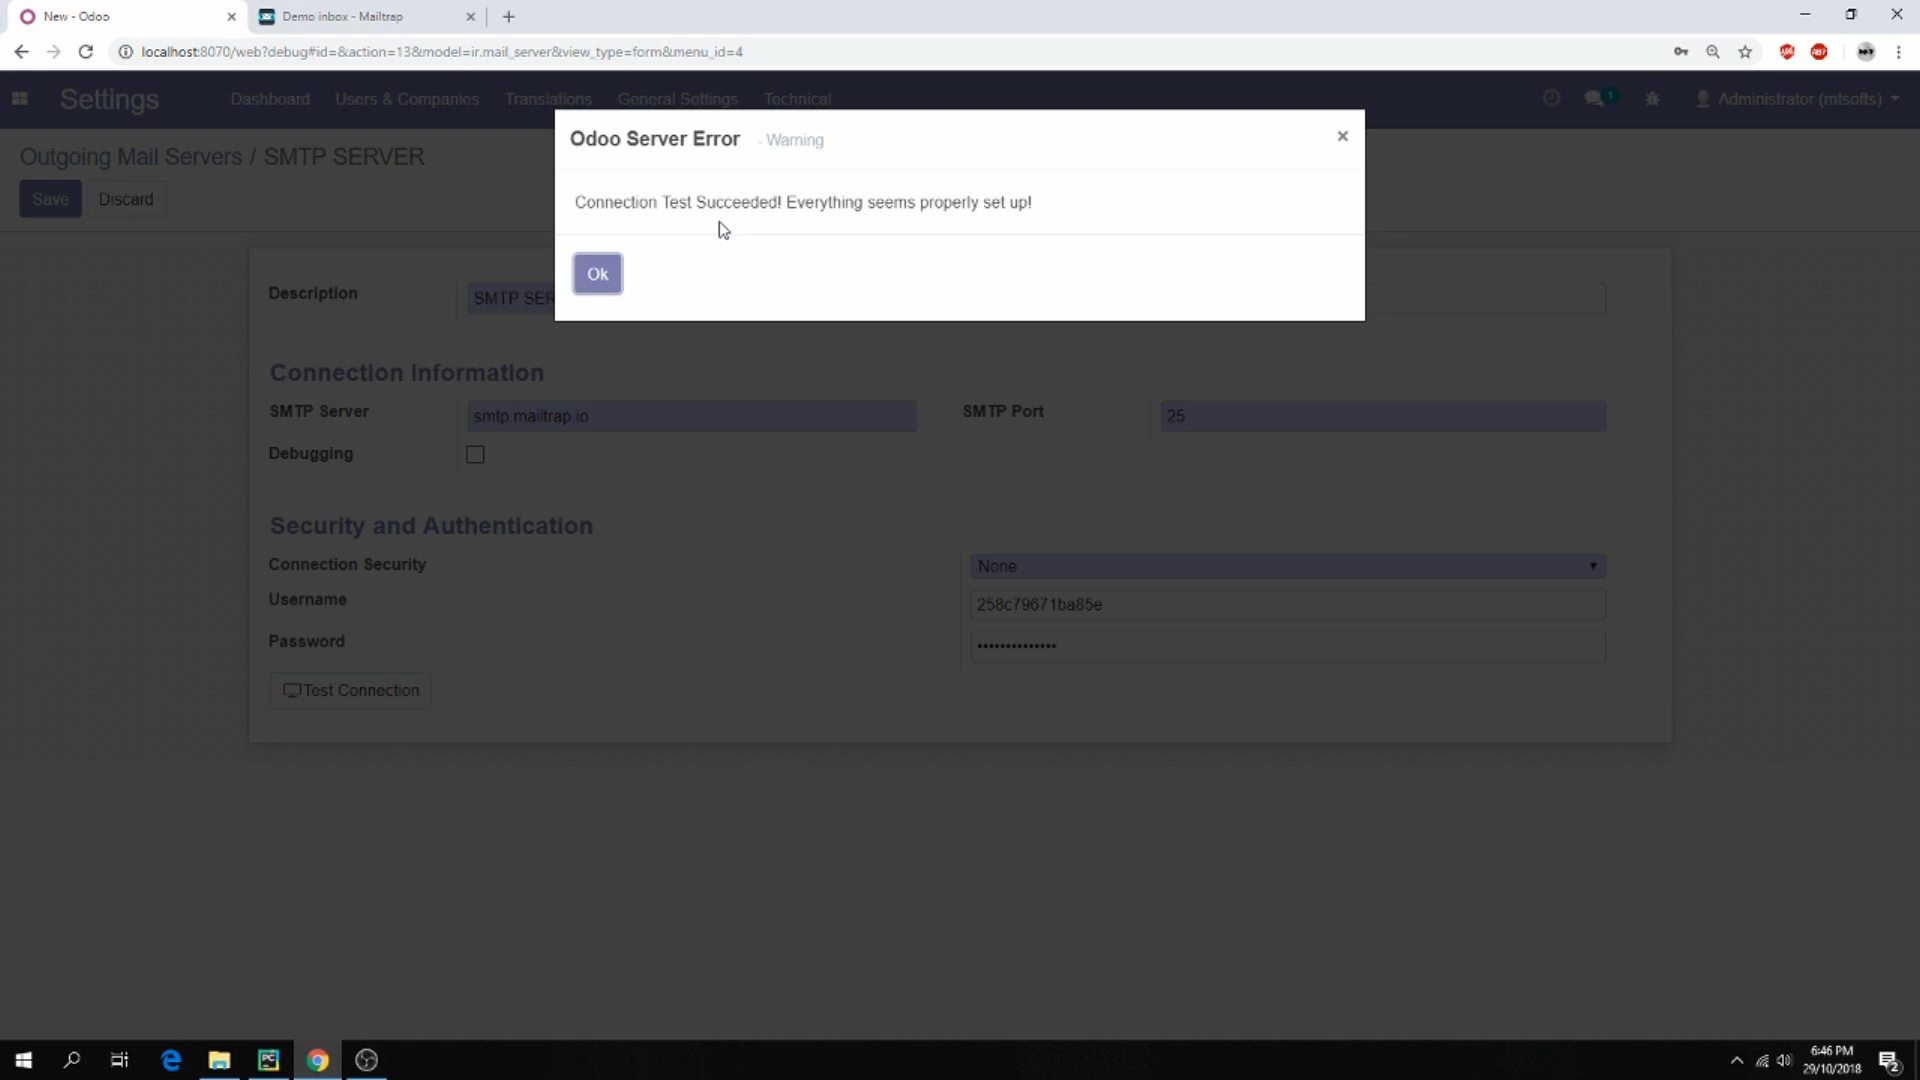 New - Odoo
Demo inbox - Mailtrap
localhost:8070/web?debug#id=&action=13&model=ir.mail_server&view_type=form&menu_id=4
Settings
Dashboard
Users & Companies
Translations
General Settings
Technical
1
Administrator (mtsofts)
Outgoing Mail Servers / SMTP SERVER
Save
Discard
Odoo Server Error - Warning
×
Connection Test Succeeded! Everything seems properly set up!
Ok
Description
SMTP SER
Connection Information
SMTP Server
smtp.mailtrap.io
SMTP Port
25
Debugging
Security and Authentication
Connection Security
None
Username
258c79671ba85e
Password
••••••••••••••
Test Connection
PC
6:46 PM
29/10/2018
2